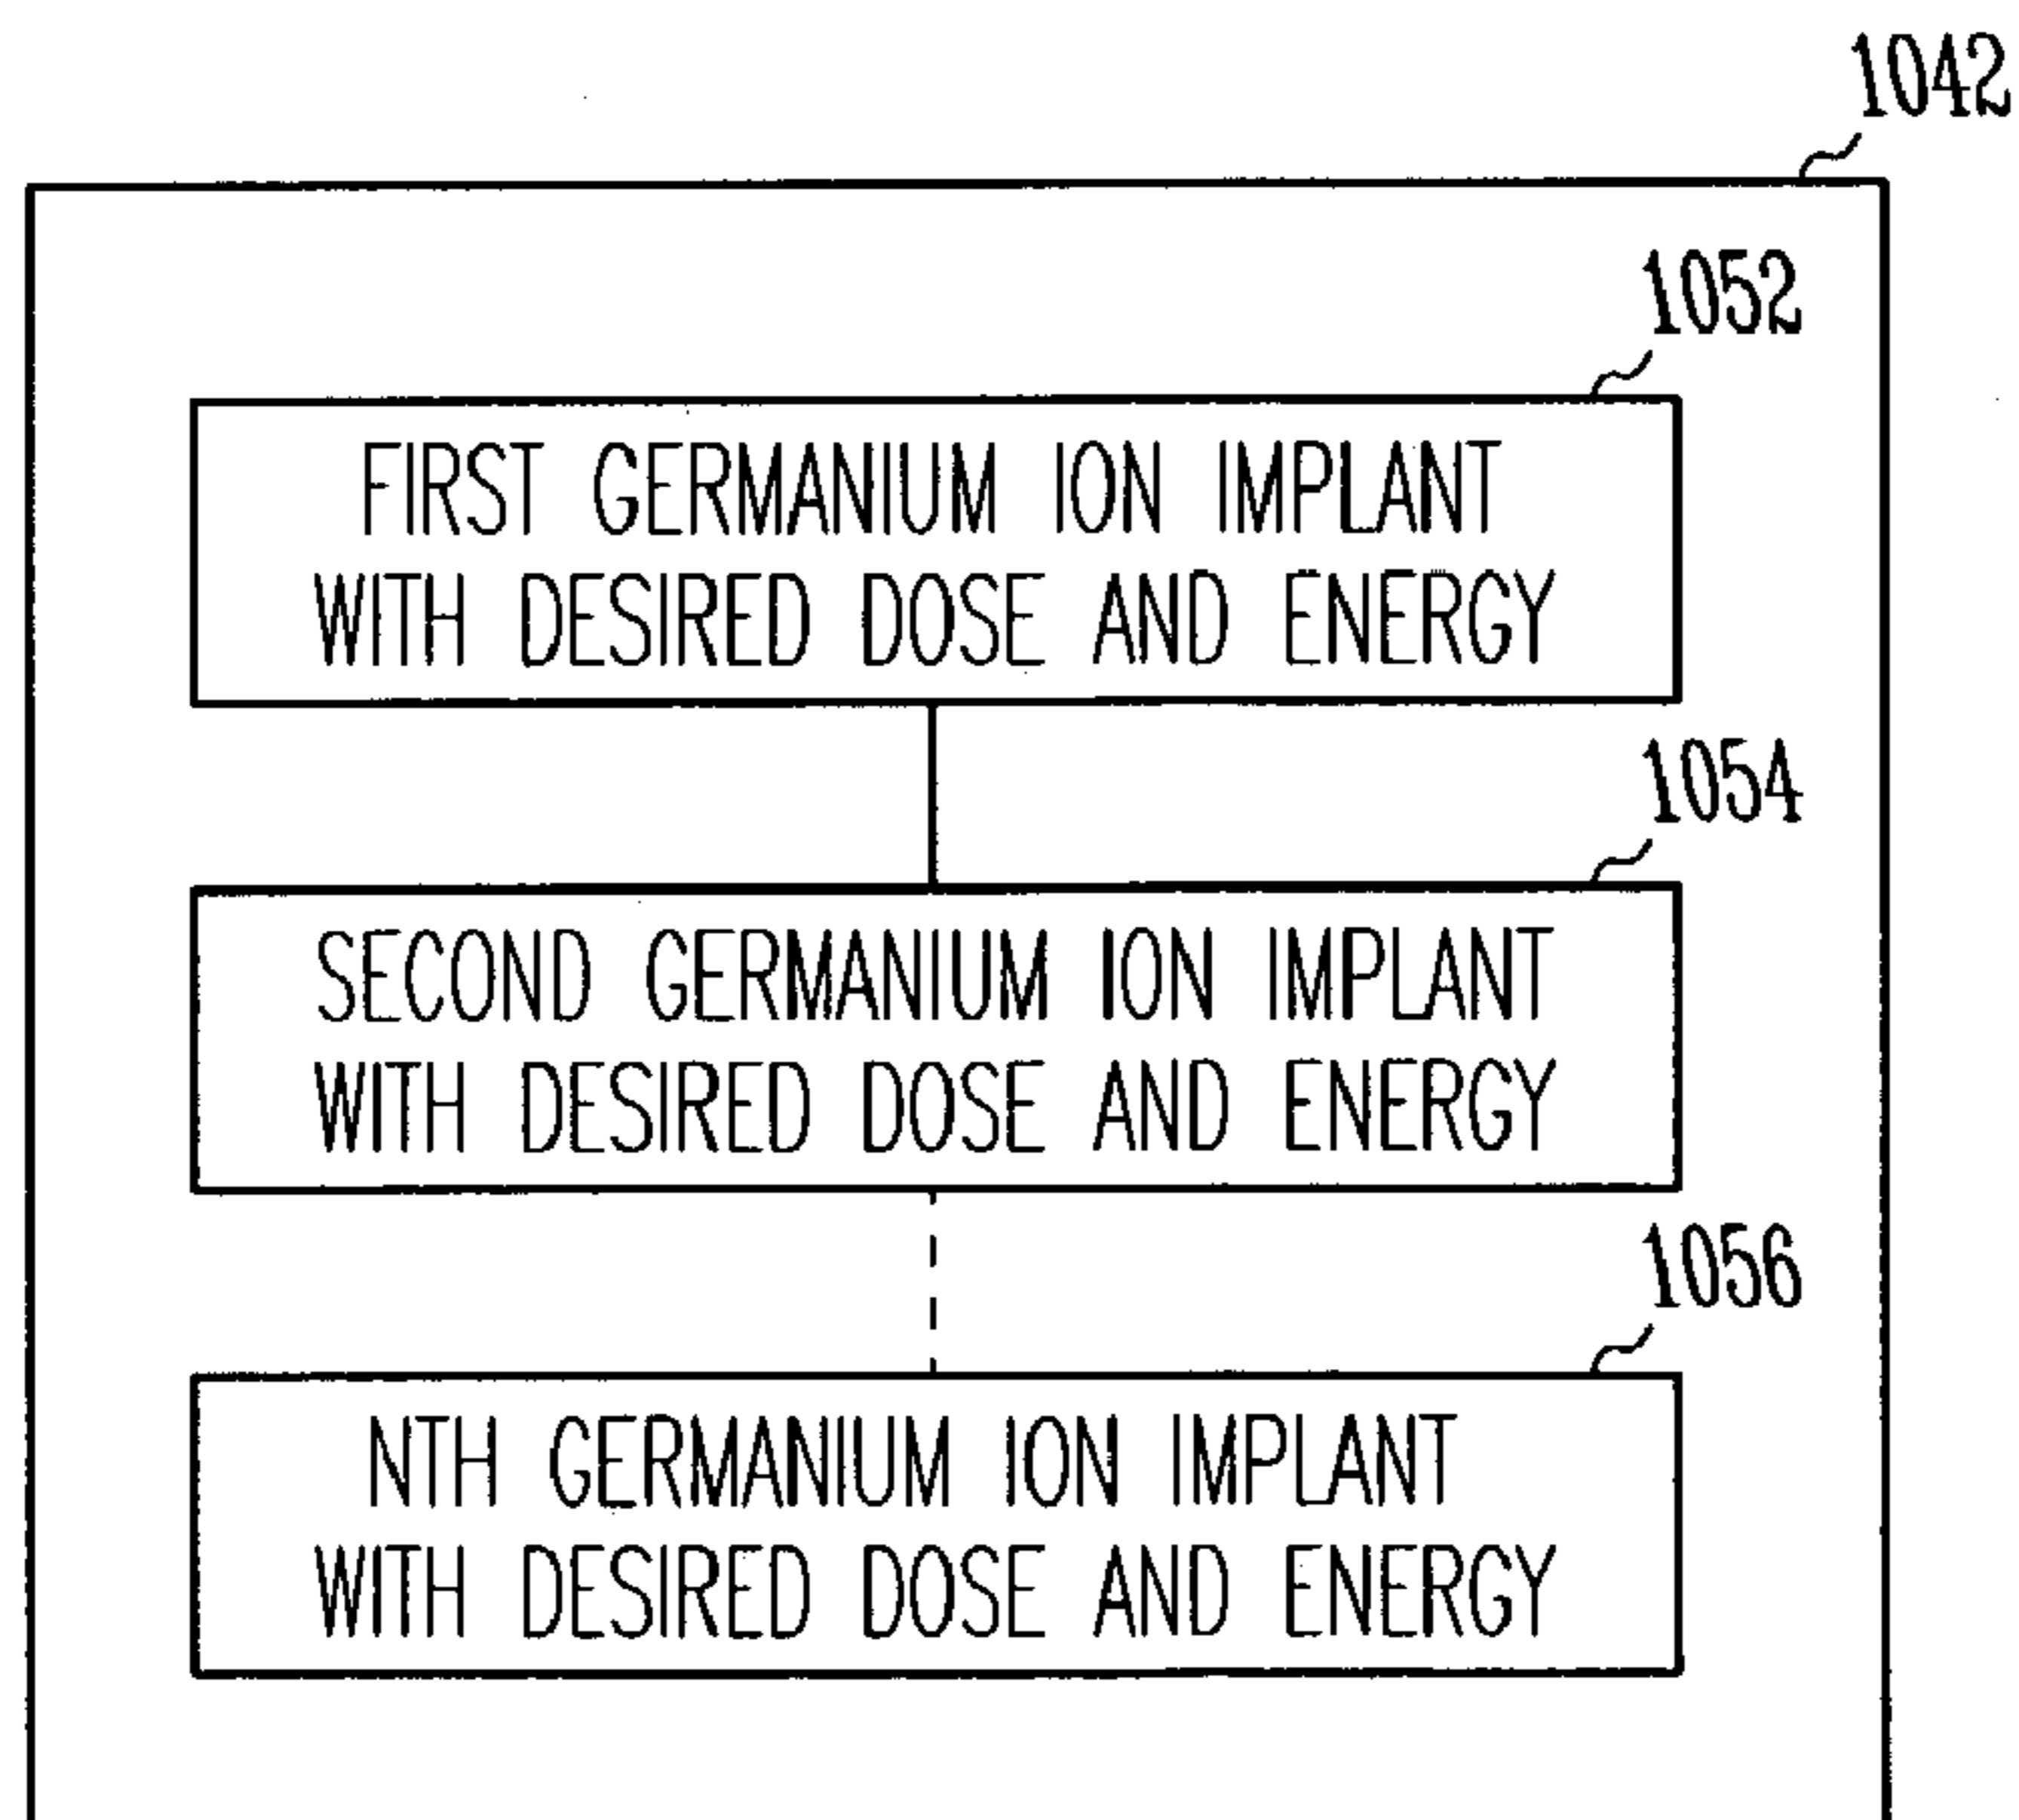 1042
1052
FIRST GERMANIUM ION IMPLANT
WITH DESIRED DOSE AND ENERGY
1054
SECOND GERMANIUM ION IMPLANT
WITH DESIRED DOSE AND ENERGY
1056
NTH GERMANIUM ION IMPLANT
WITH DESIRED DOSE AND ENERGY